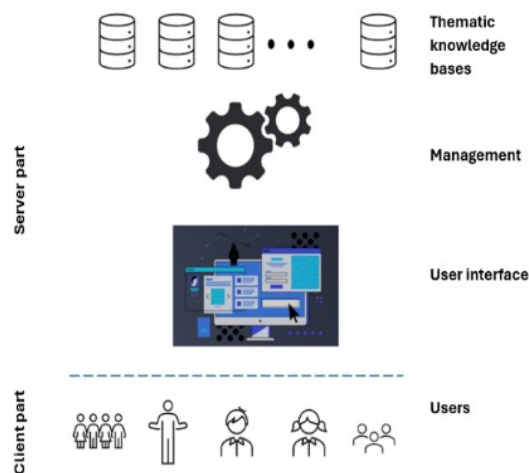 Thematic
knowledge
bases
Management
Server part
User interface
Users
Client part